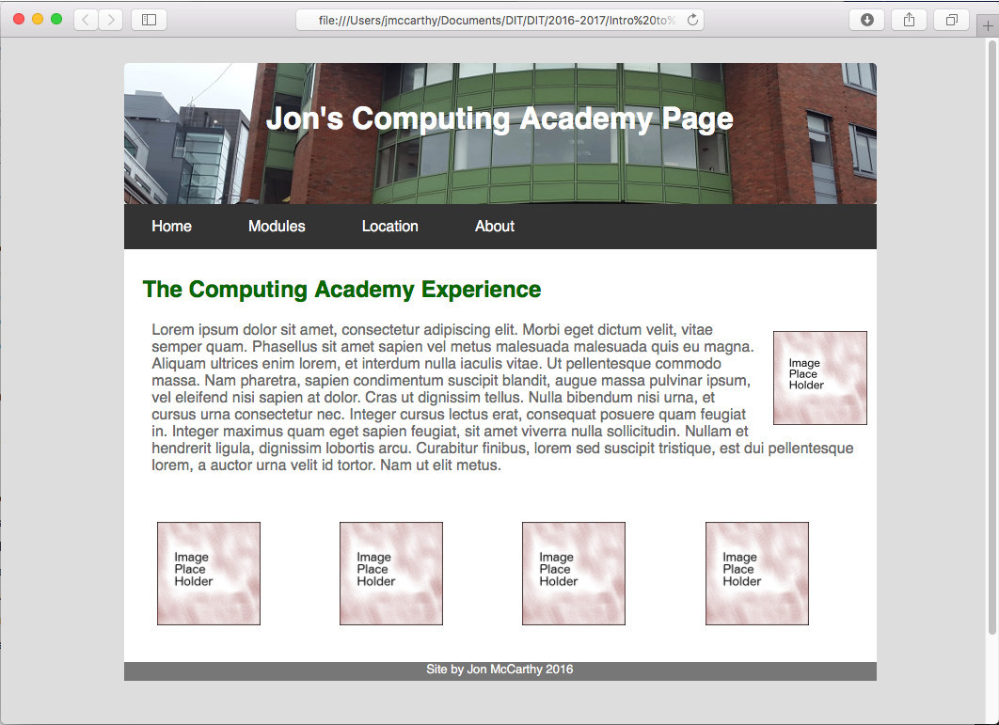 file:///Users/jmccarthy/Documents/DIT/DIT/2016-2017/Intro%20to%
Jon's Computing Academy Page
Home Modules Location About
The Computing Academy Experience
Lorem ipsum dolor sit amet, consectetur adipiscing elit. Morbi eget dictum velit, vitae
semper quam. Phasellus sit amet sapien vel metus malesuada malesuada quis eu magna.
Aliquam ultrices enim lorem, et interdum nulla iaculis vitae. Ut pellentesque commodo
massa. Nam pharetra, sapien condimentum suscipit blandit, augue massa pulvinar ipsum,
vel eleifend nisi sapien at dolor. Cras ut dignissim tellus. Nulla bibendum nisi urna, et
cursus urna consectetur nec. Integer cursus lectus erat, consequat posuere quam feugiat
in. Integer maximus quam eget sapien feugiat, sit amet viverra nulla sollicitudin. Nullam et
hendrerit ligula, dignissim lobortis arcu. Curabitur finibus, lorem sed suscipit tristique, est dui pellentesque
lorem, a auctor urna velit id tortor. Nam ut elit metus.
Image
Place
Holder
Image
Place
Holder
Image
Place
Holder
Image
Place
Holder
Image
Place
Holder
Site by Jon McCarthy 2016